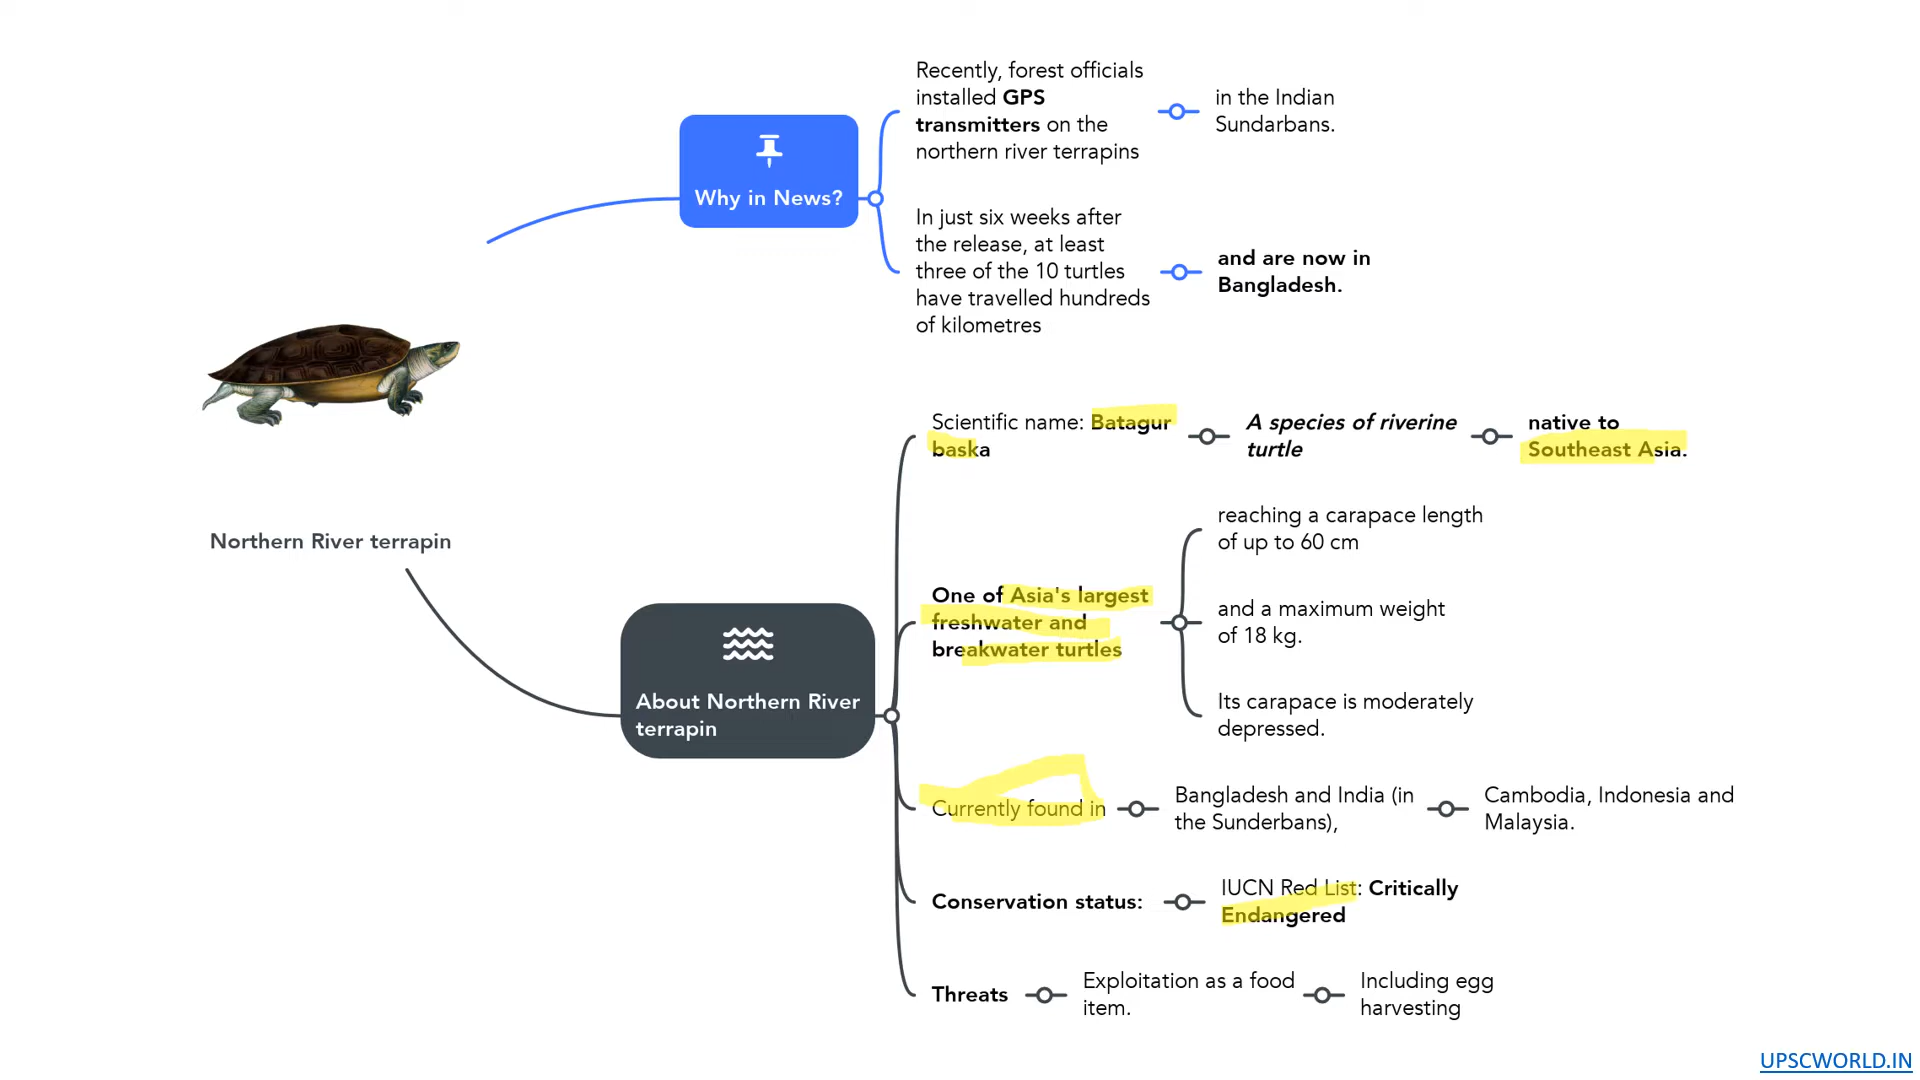 Recently, forest officials
installed GPS
transmitters on the
northern river terrapins
in the Indian
Sundarbans.
Why in News?
In just six weeks after
the release, at least
three of the 10 turtles
have travelled hundreds
of kilometres
and are now in
Bangladesh.
Northern River terrapin
About Northern River
terrapin
Scientific name: Batagur
baska
A species of riverine
turtle
native to
Southeast Asia.
One of Asia's largest
freshwater and
breakwater turtles
reaching a carapace length
of up to 60 cm
and a maximum weight
of 18 kg.
Its carapace is moderately
depressed.
Currently found in
Bangladesh and India (in
the Sunderbans),
Cambodia, Indonesia and
Malaysia.
Conservation status:
IUCN Red List: Critically
Endangered
Threats
Exploitation as a food
item.
Including egg
harvesting
UPSCWORLD.IN